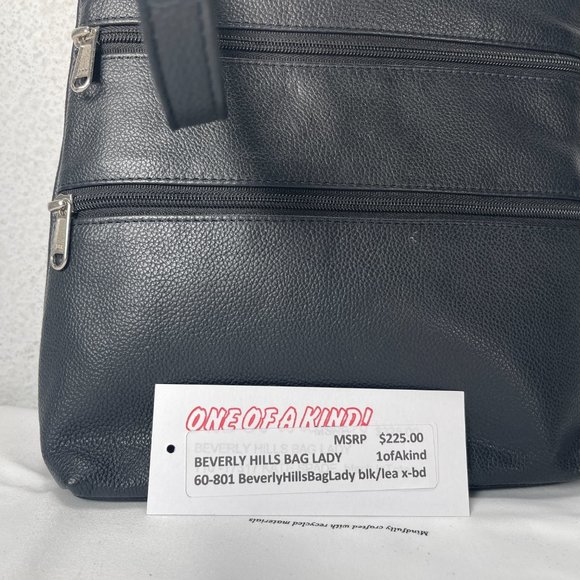 ONE OF A KIND!
MSRP $225.00
BEVERLY HILLS BAG LADY 1ofAkind
60-801 BeverlyHillsBagLady blk/lea x-bd
Mindfully crafted with recycled materials